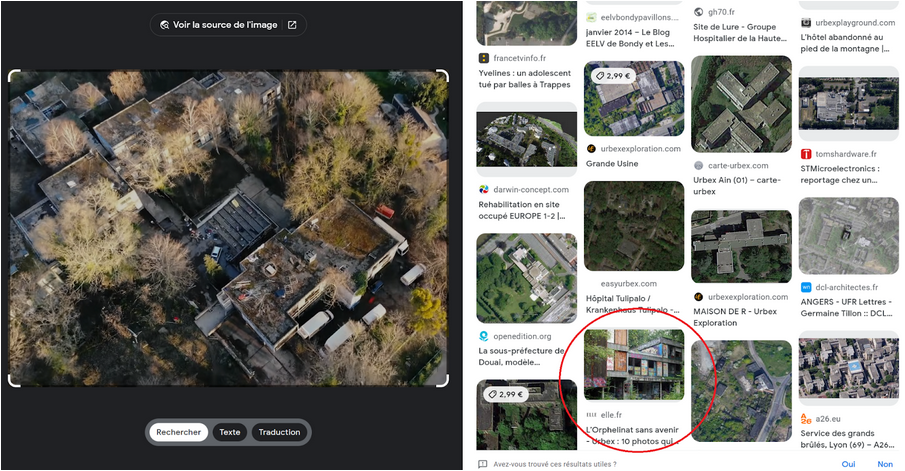 Voir la source de l'image
Rechercher
Texte
Traduction
francetvinfo.fr
Yvelines : un adolescent
tué par balles à Trappes
darwin-concept.com
Rehabilitation en site
occupé EUROPE 1-2 |...
openedition.org
La sous-préfecture de
Douai, modèle...
2,99 €
eelvbondypavillons...
janvier 2014 – Le Blog
EELV de Bondy et Les...
2,99 €
urbexexploration.com
Grande Usine
easyurbex.com
Hôpital Tulipalo /
Krankenhaus Tulipalo -...
ELLE
elle.fr
L'Orphelinat sans avenir
- Urbex : 10 photos qui...
gh70.fr
Site de Lure - Groupe
Hospitalier de la Haute...
carte-urbex.com
Urbex Ain (01) – carte-
urbex
urbexexploration.com
MAISON DE R - Urbex
Exploration
urbexplayground.com
L'hôtel abandonné au
pied de la montagne |...
tomshardware.fr
STMicroelectronics :
reportage chez un...
dcl-architectes.fr
ANGERS - UFR Lettres -
Germaine Tillon :: DCL...
A26
a26.eu
Service des grands
brûlés, Lyon (69) – A26...
Avez-vous trouvé ces résultats utiles ?
Oui
Non